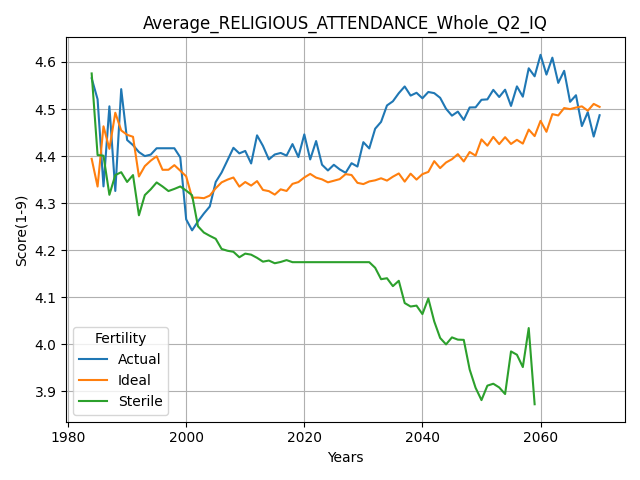 Average_RELIGIOUS_ATTENDANCE_Whole_Q2_IQ
Score(1-9)
4.6
4.5
4.4
4.3
4.2
4.1
4.0
3.9
Fertility
Actual
Ideal
Sterile
1980
2000
2020
2040
2060
Years